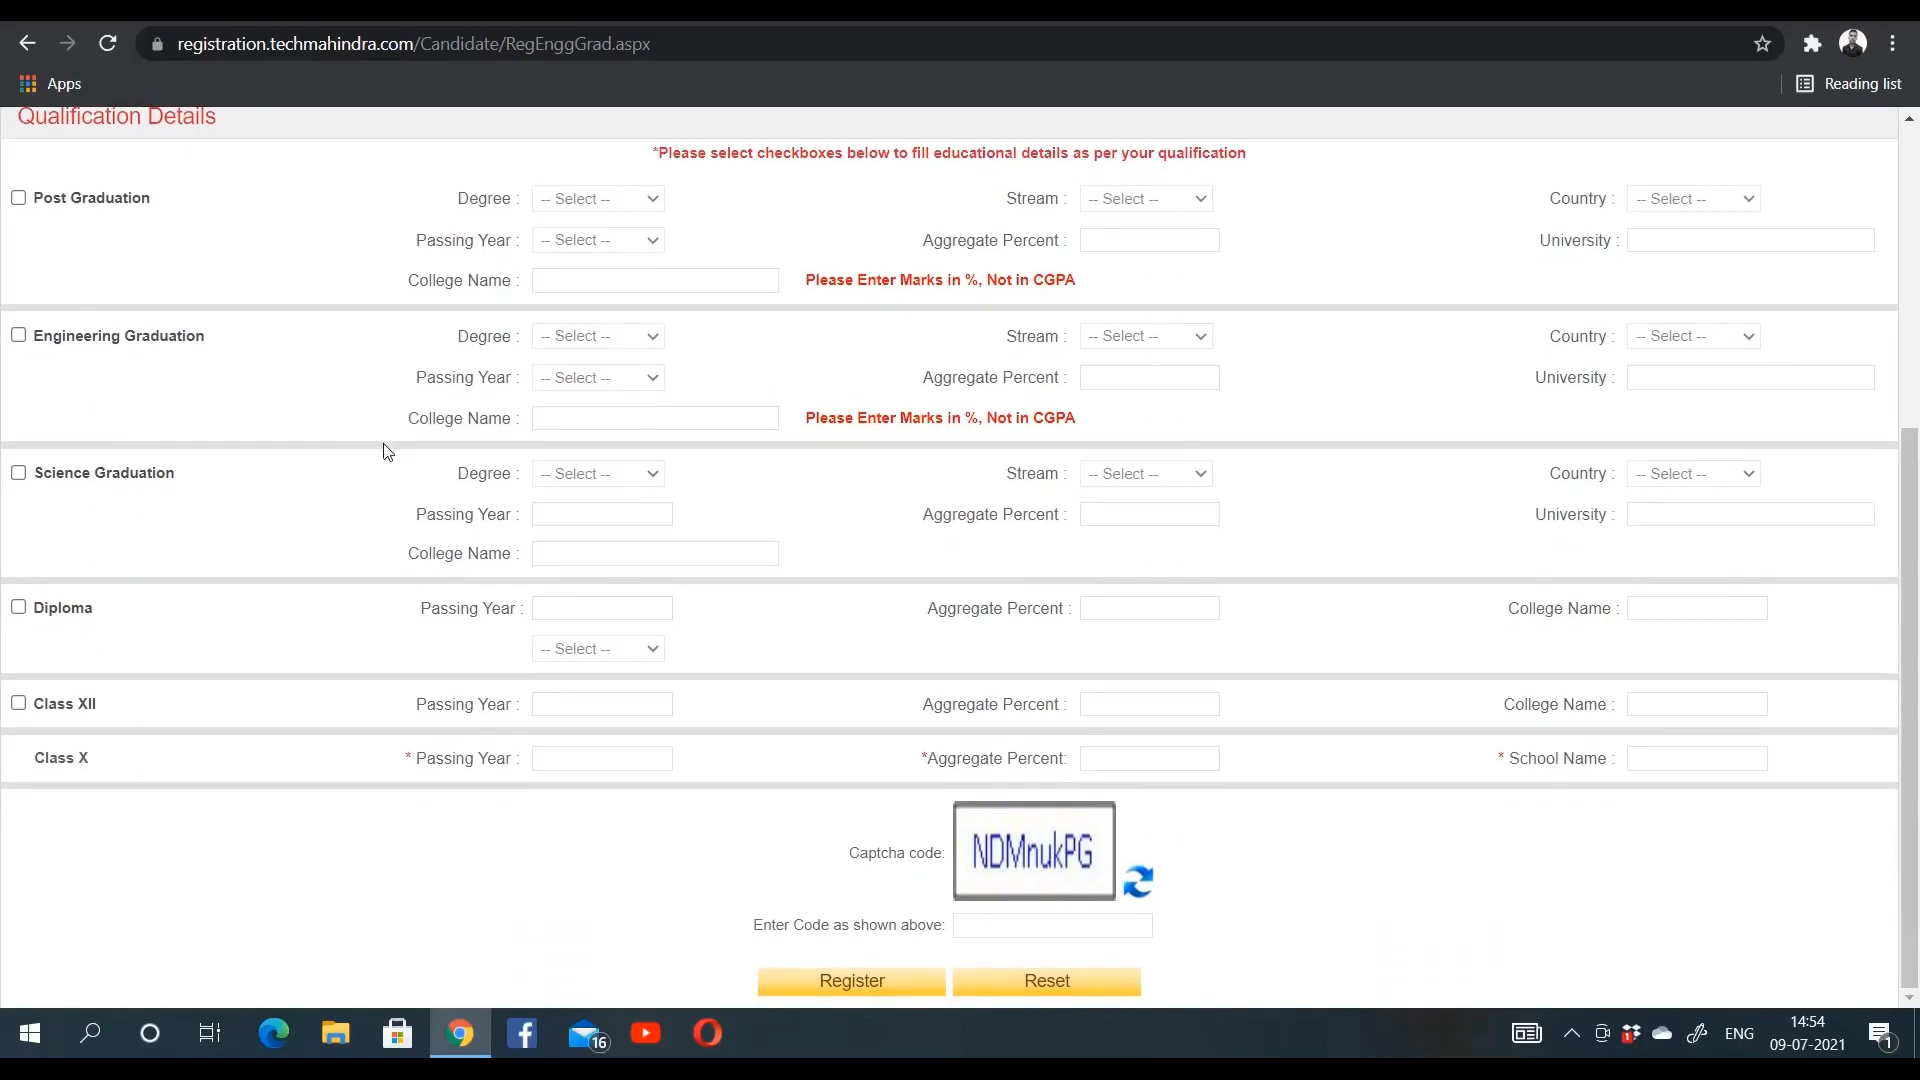 registration.techmahindra.com/Candidate/RegEnggGrad.aspx
Apps
Reading list
Qualification Details
*Please select checkboxes below to fill educational details as per your qualification
Post Graduation Degree : -- Select -- Stream : -- Select -- Country : -- Select --
Passing Year : -- Select -- Aggregate Percent : University :
College Name : Please Enter Marks in %, Not in CGPA
Engineering Graduation Degree : -- Select -- Stream : -- Select -- Country : -- Select --
Passing Year : -- Select -- Aggregate Percent : University :
College Name : Please Enter Marks in %, Not in CGPA
Science Graduation Degree : -- Select -- Stream : -- Select -- Country : -- Select --
Passing Year : Aggregate Percent : University :
College Name :
Diploma Passing Year : Aggregate Percent : College Name :
-- Select --
Class XII Passing Year : Aggregate Percent : College Name :
Class X * Passing Year : *Aggregate Percent: * School Name :
Captcha code: NDMnukPG
Enter Code as shown above:
Register Reset
16
1
ENG
14:54
09-07-2021
1